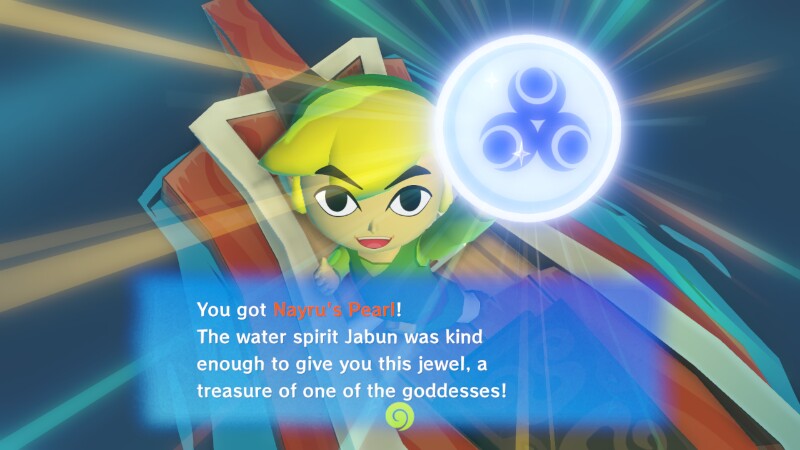 You got Nayru's Pearl!
The water spirit Jabun was kind
enough to give you this jewel, a
treasure of one of the goddesses!